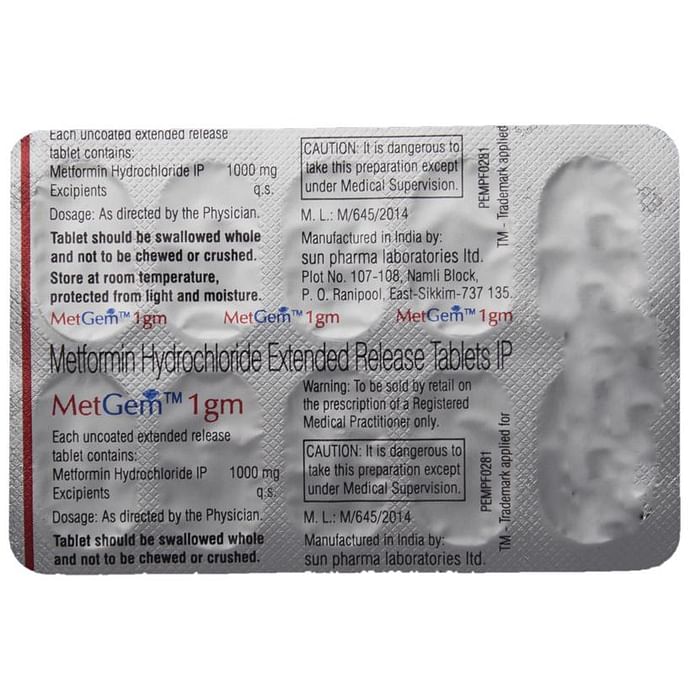 Each uncoated extended release
tablet contains:
Metformin Hydrochloride IP 1000 mg
Excipients q.s.
Dosage: As directed by the Physician.
Tablet should be swallowed whole
and not to be chewed or crushed.
Store at room temperature,
protected from light and moisture.
CAUTION: It is dangerous to
take this preparation except
under Medical Supervision.
M. L.: M/645/2014
Manufactured in India by:
sun pharma laboratories ltd.
Plot No. 107-108, Namli Block,
P. O. Ranipool, East-Sikkim-737 135.
PEMPF0281
TM - Trademark applied
MetGem™ 1gm MetGem™ 1gm MetGem™ 1gm
Metformin Hydrochloride Extended Release Tablets IP
MetGem™ 1gm
Each uncoated extended release
tablet contains:
Metformin Hydrochloride IP 1000 mg
Excipients q.s.
Dosage: As directed by the Physician.
Tablet should be swallowed whole
and not to be chewed or crushed.
Warning: To be sold by retail on
the prescription of a Registered
Medical Practitioner only.
CAUTION: It is dangerous to
take this preparation except
under Medical Supervision.
M. L.: M/645/2014
Manufactured in India by:
sun pharma laboratories ltd.
PEMPF0281
TM - Trademark applied for